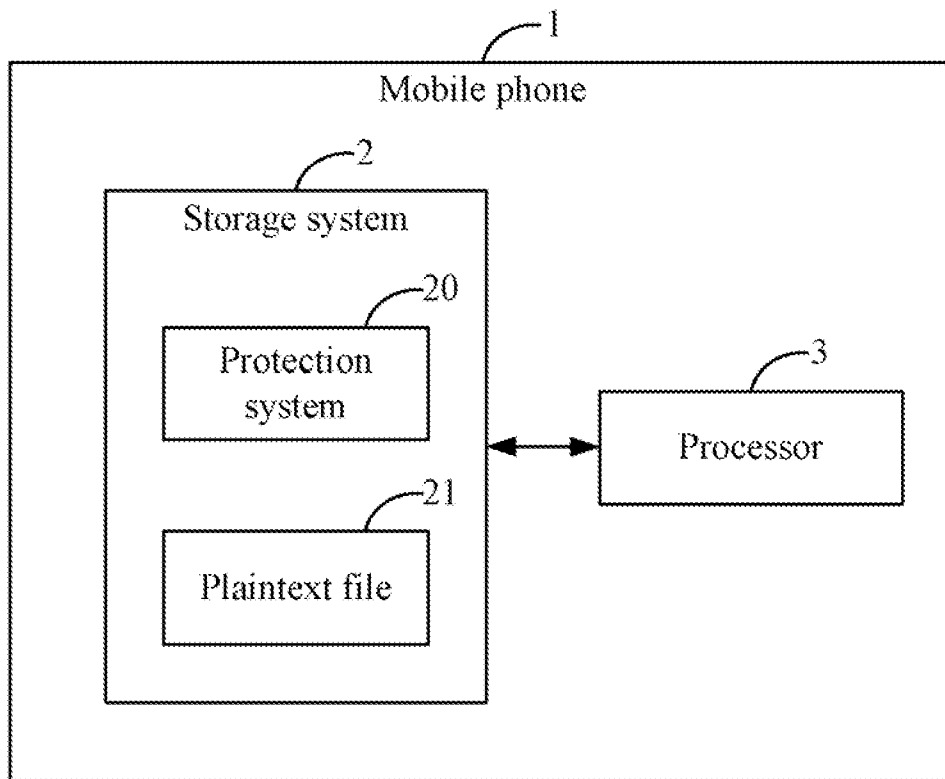 1
Mobile phone
2
Storage system
20
Protection
system
3
Processor
21
Plaintext file